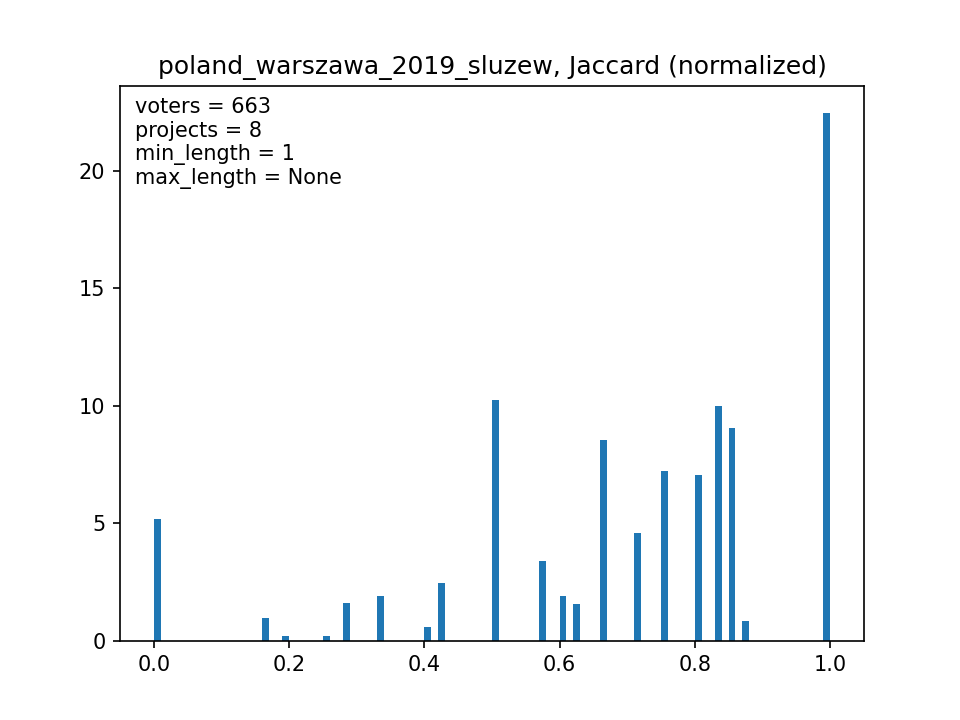 poland_warszawa_2019_sluzew, Jaccard (normalized)
voters = 663
projects = 8
min_length = 1
max_length = None
20
15
10
5
0
0.0 0.2 0.4 0.6 0.8 1.0